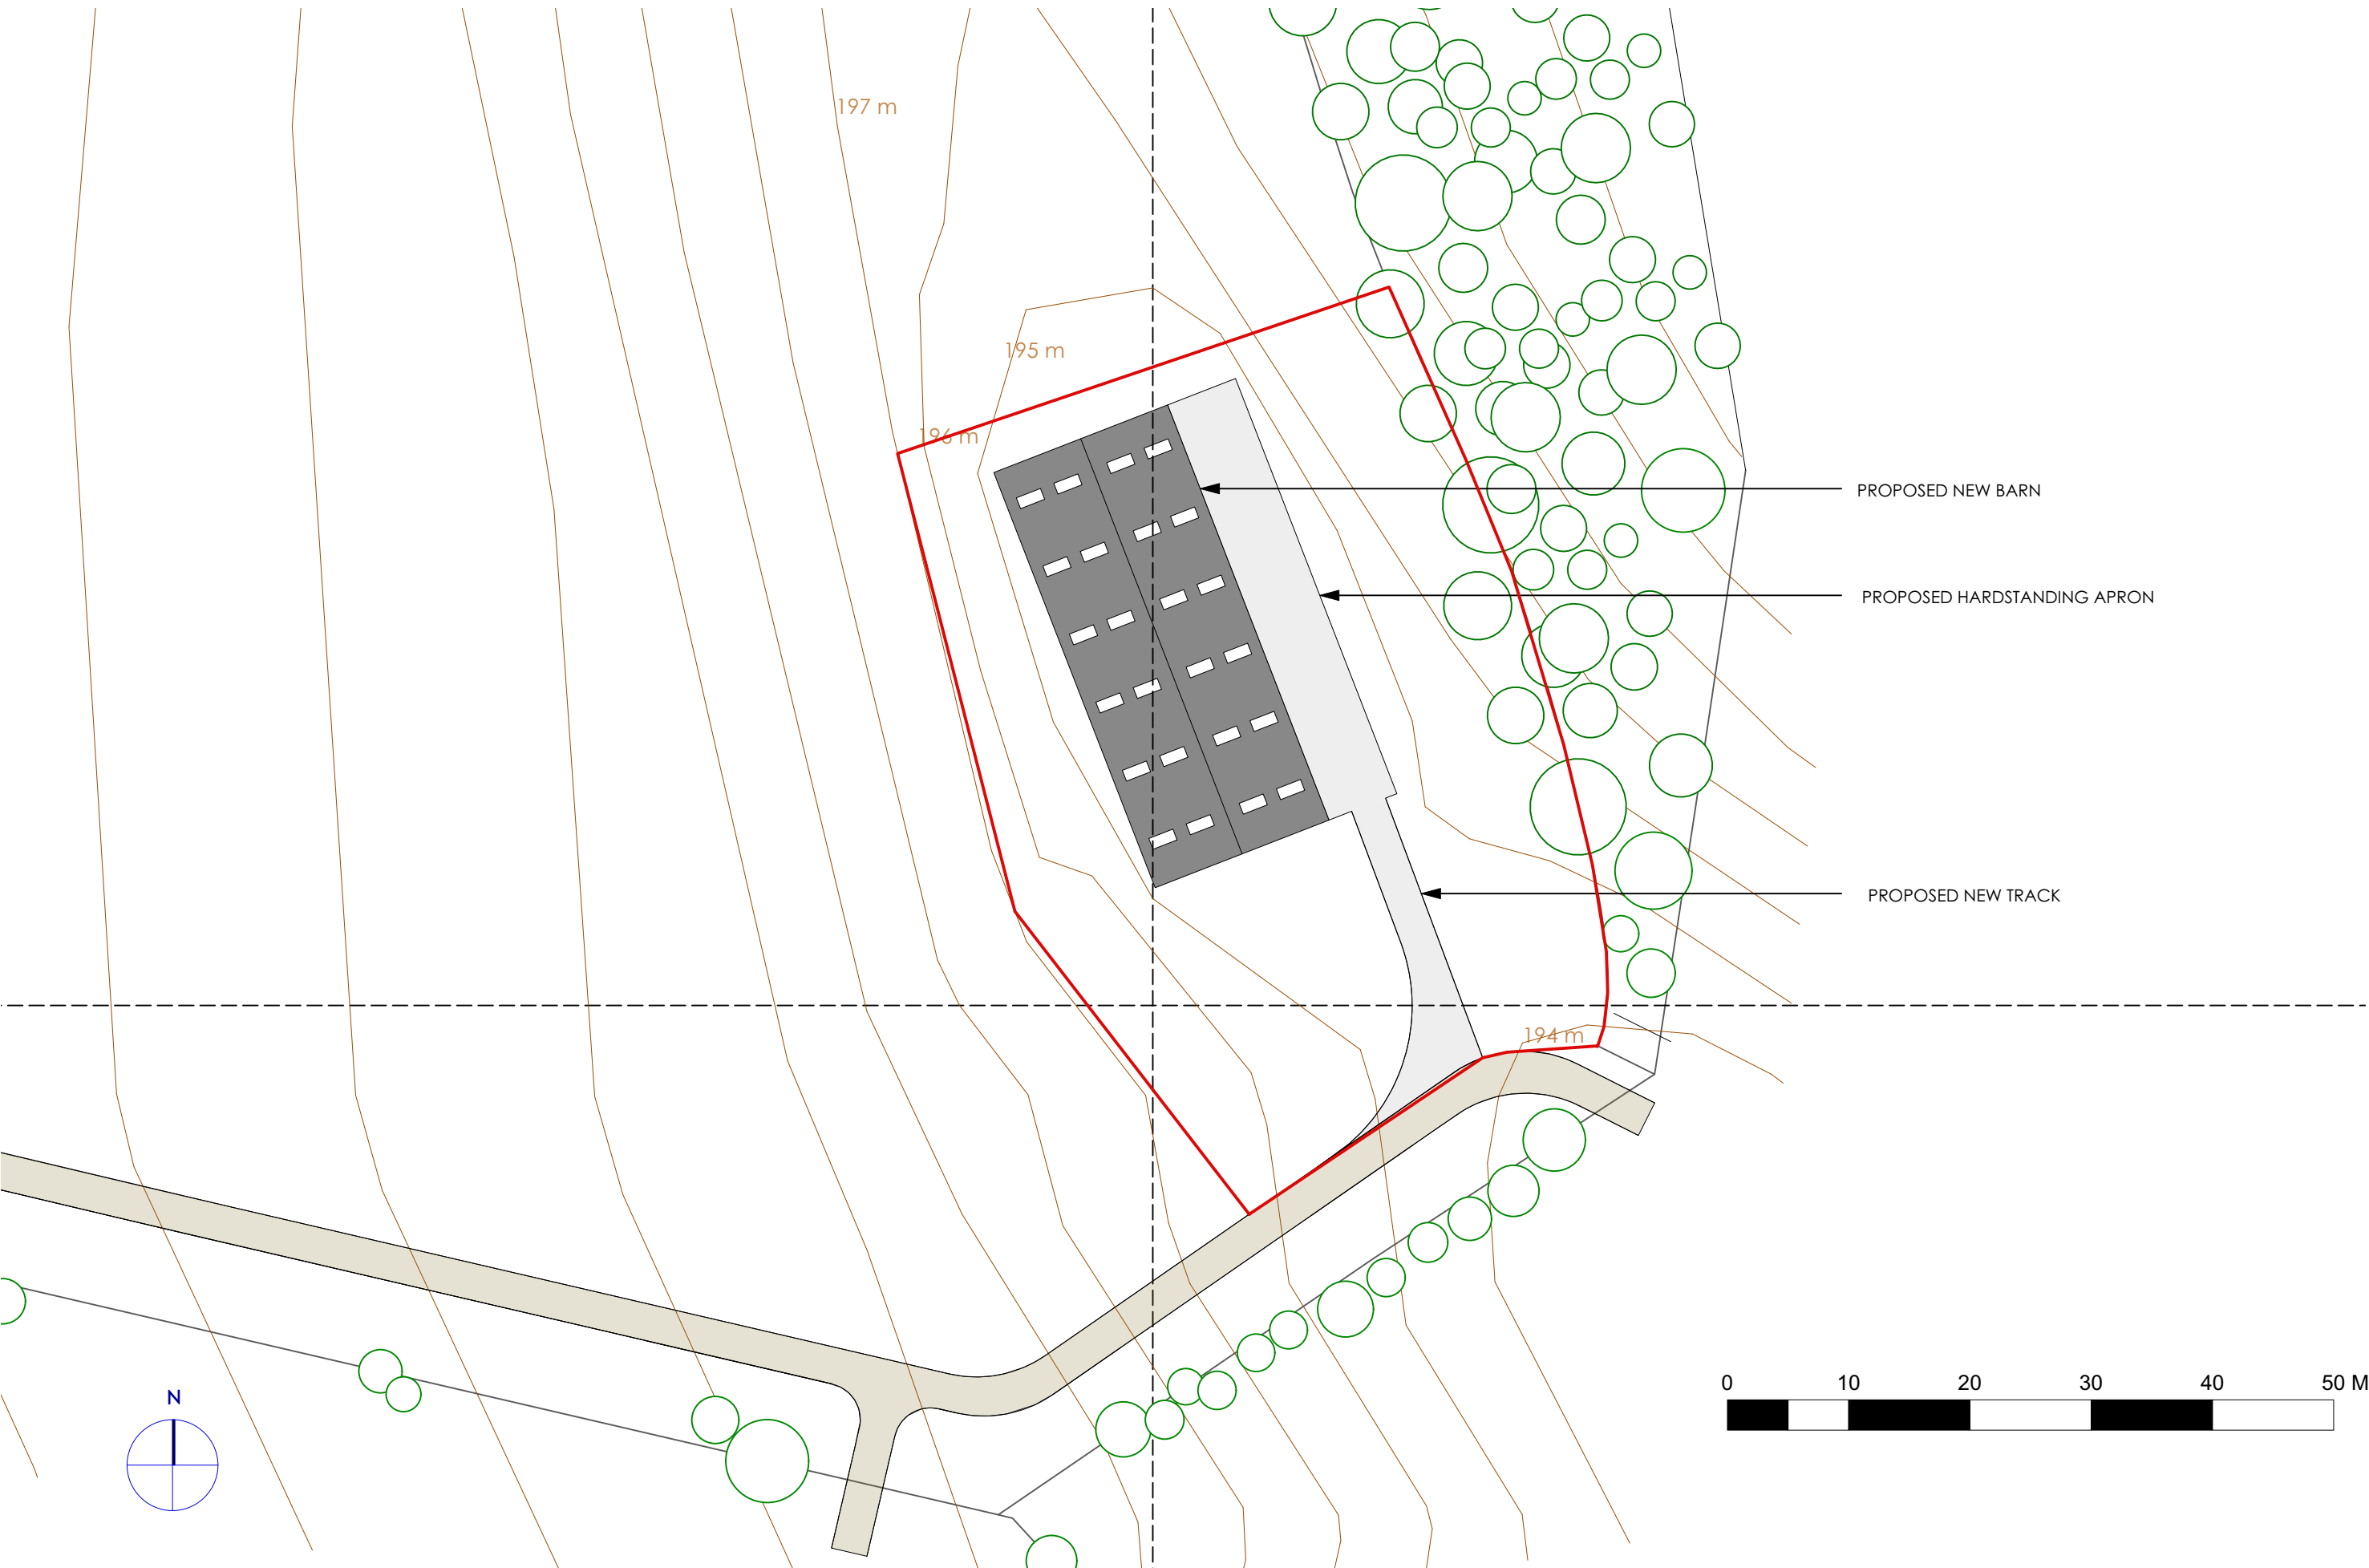 197 m
195 m
196 m
PROPOSED NEW BARN
PROPOSED HARDSTANDING APRON
PROPOSED NEW TRACK
194 m
N
0 10 20 30 40 50 M